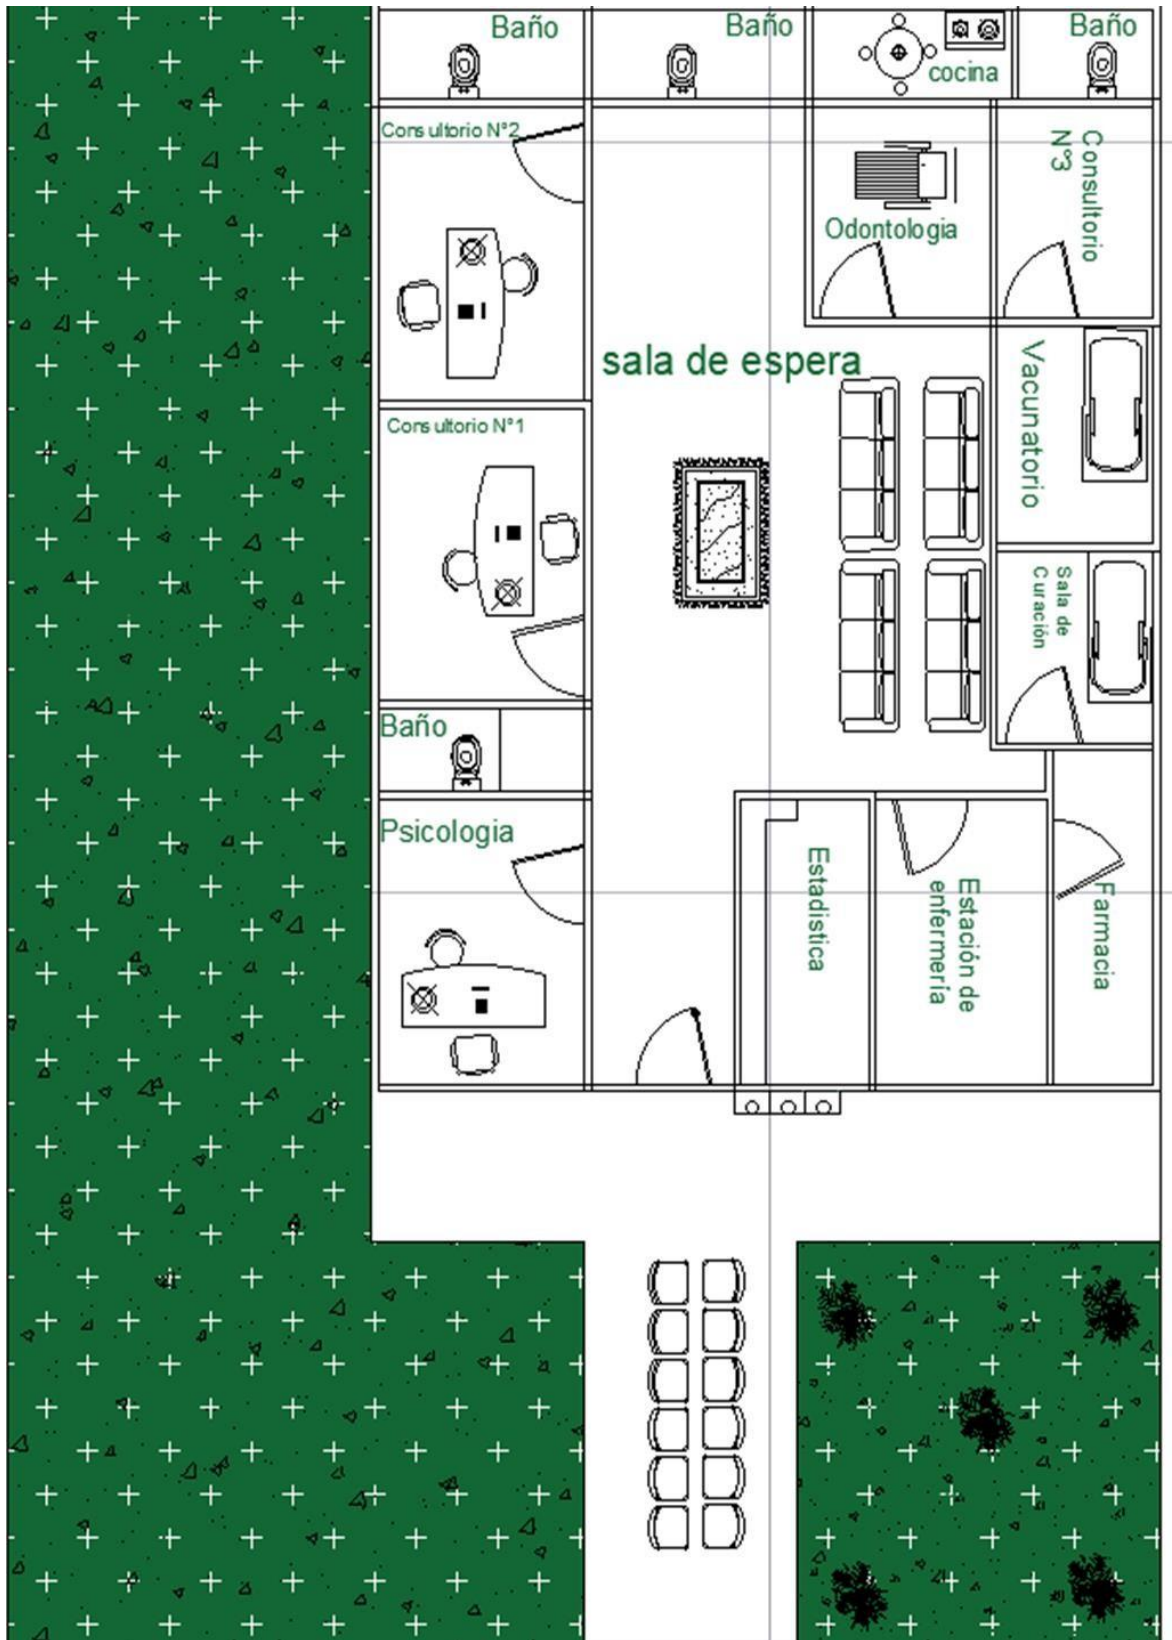 Baño
Baño
cocina
Baño
Consultorio N°2
Odontologia
Consultorio
N°3
sala de espera
Vacunatorio
Consultorio N°1
Sala de
Curación
Baño
Psicologia
Estadistica
Estación de
enfermería
Farmacia